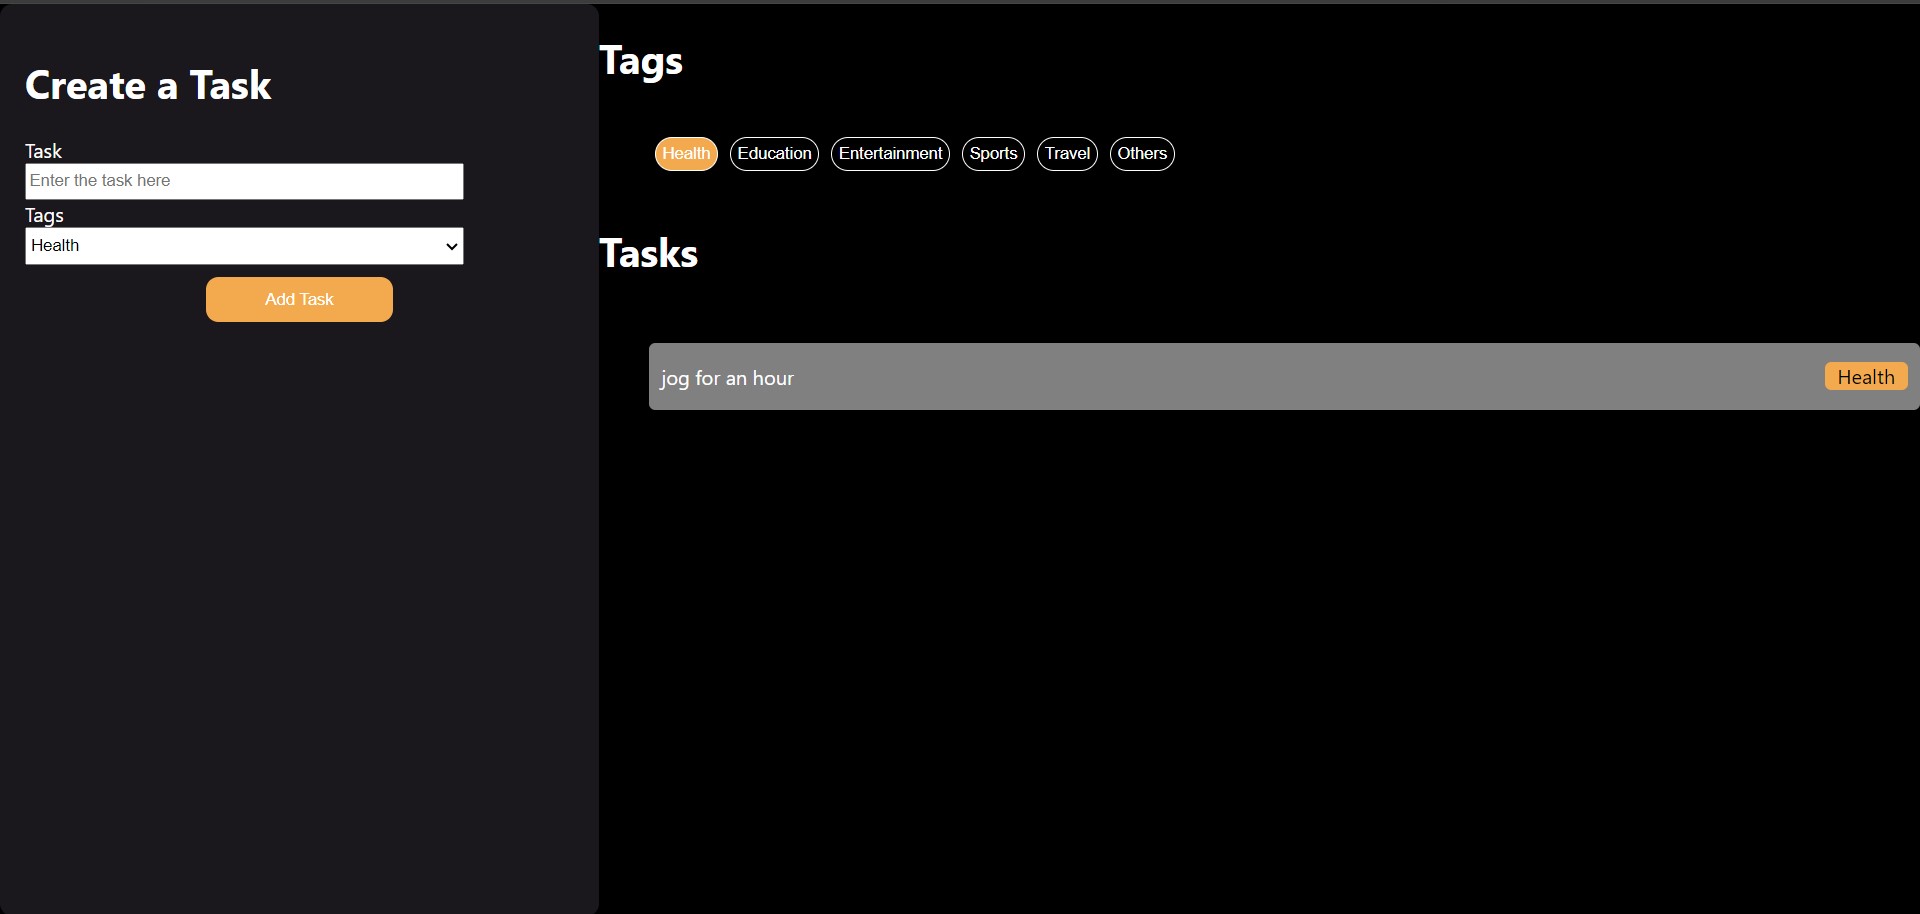 Create a Task
Task
Enter the task here
Tags
Health
Add Task
Tags
Health Education Entertainment Sports Travel Others
Tasks
jog for an hour Health